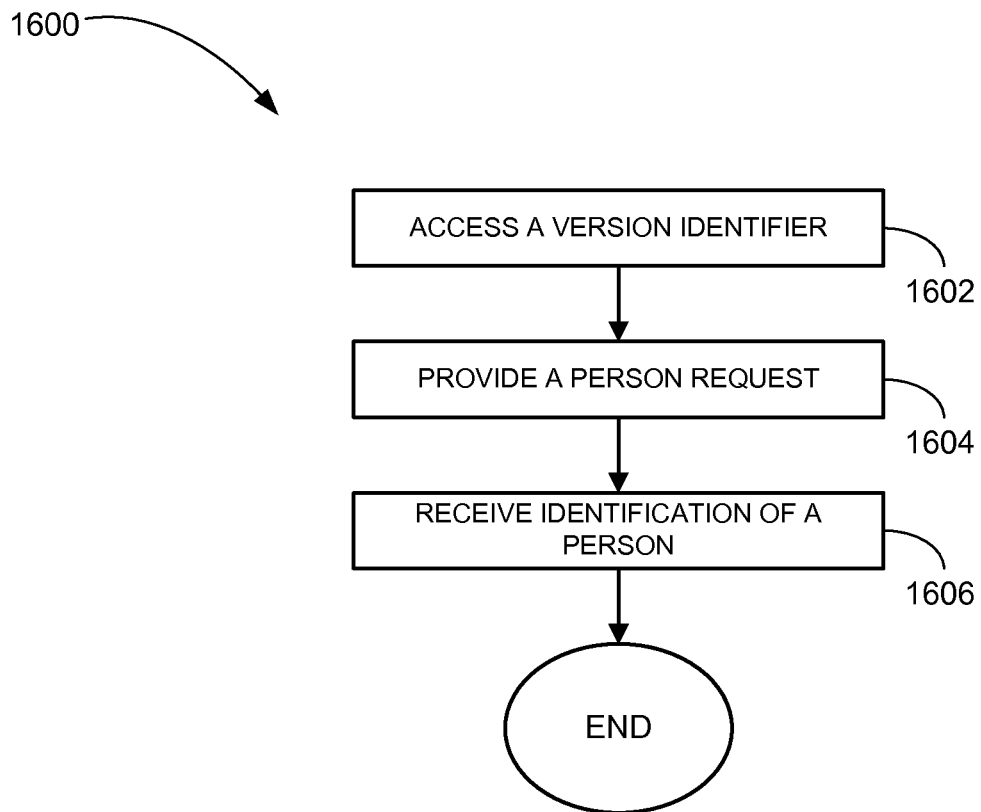 1600
ACCESS A VERSION IDENTIFIER
1602
PROVIDE A PERSON REQUEST
1604
RECEIVE IDENTIFICATION OF A
PERSON
1606
END